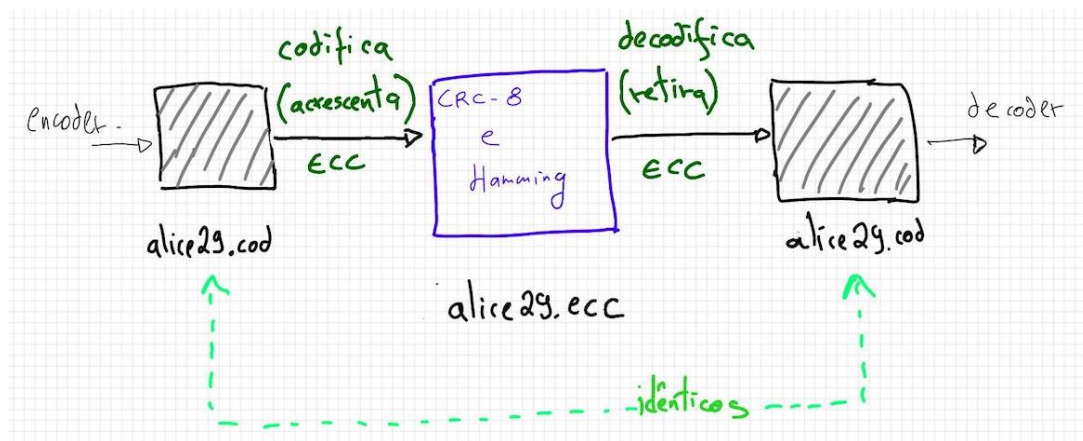 encoder.
alice29.cod
codifica
(acrescenta)
ECC
CRC-8
e
Hamming
alice29.ecc
decodifica
(retira)
ECC
alice29.cod
decoder
idênticos